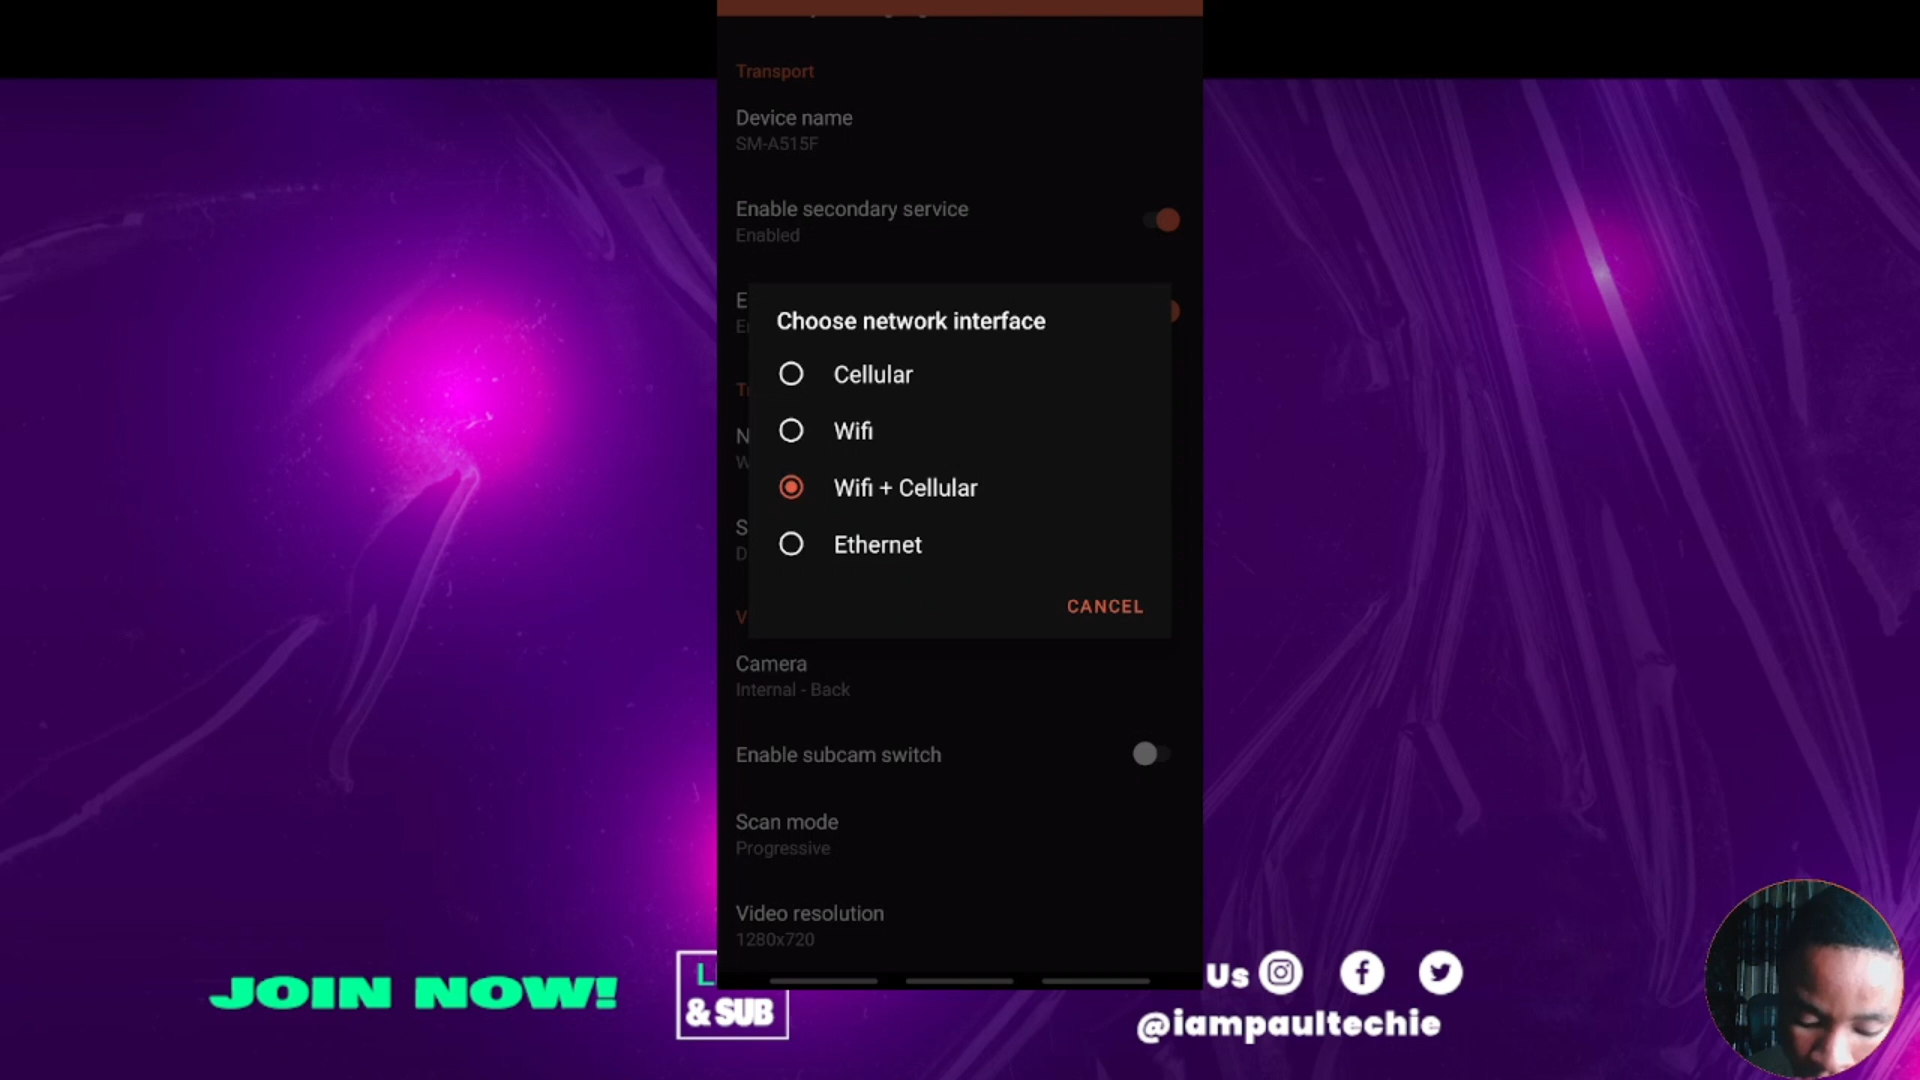 Transport
Device name
SM-A515F
Enable secondary service
Enabled
Choose network interface
Cellular
Wifi
Wifi + Cellular
Ethernet
CANCEL
Camera
Internal - Back
Enable subcam switch
Scan mode
Progressive
Video resolution
1280x720
JOIN NOW!
& SUB
Us
@iampaultechie